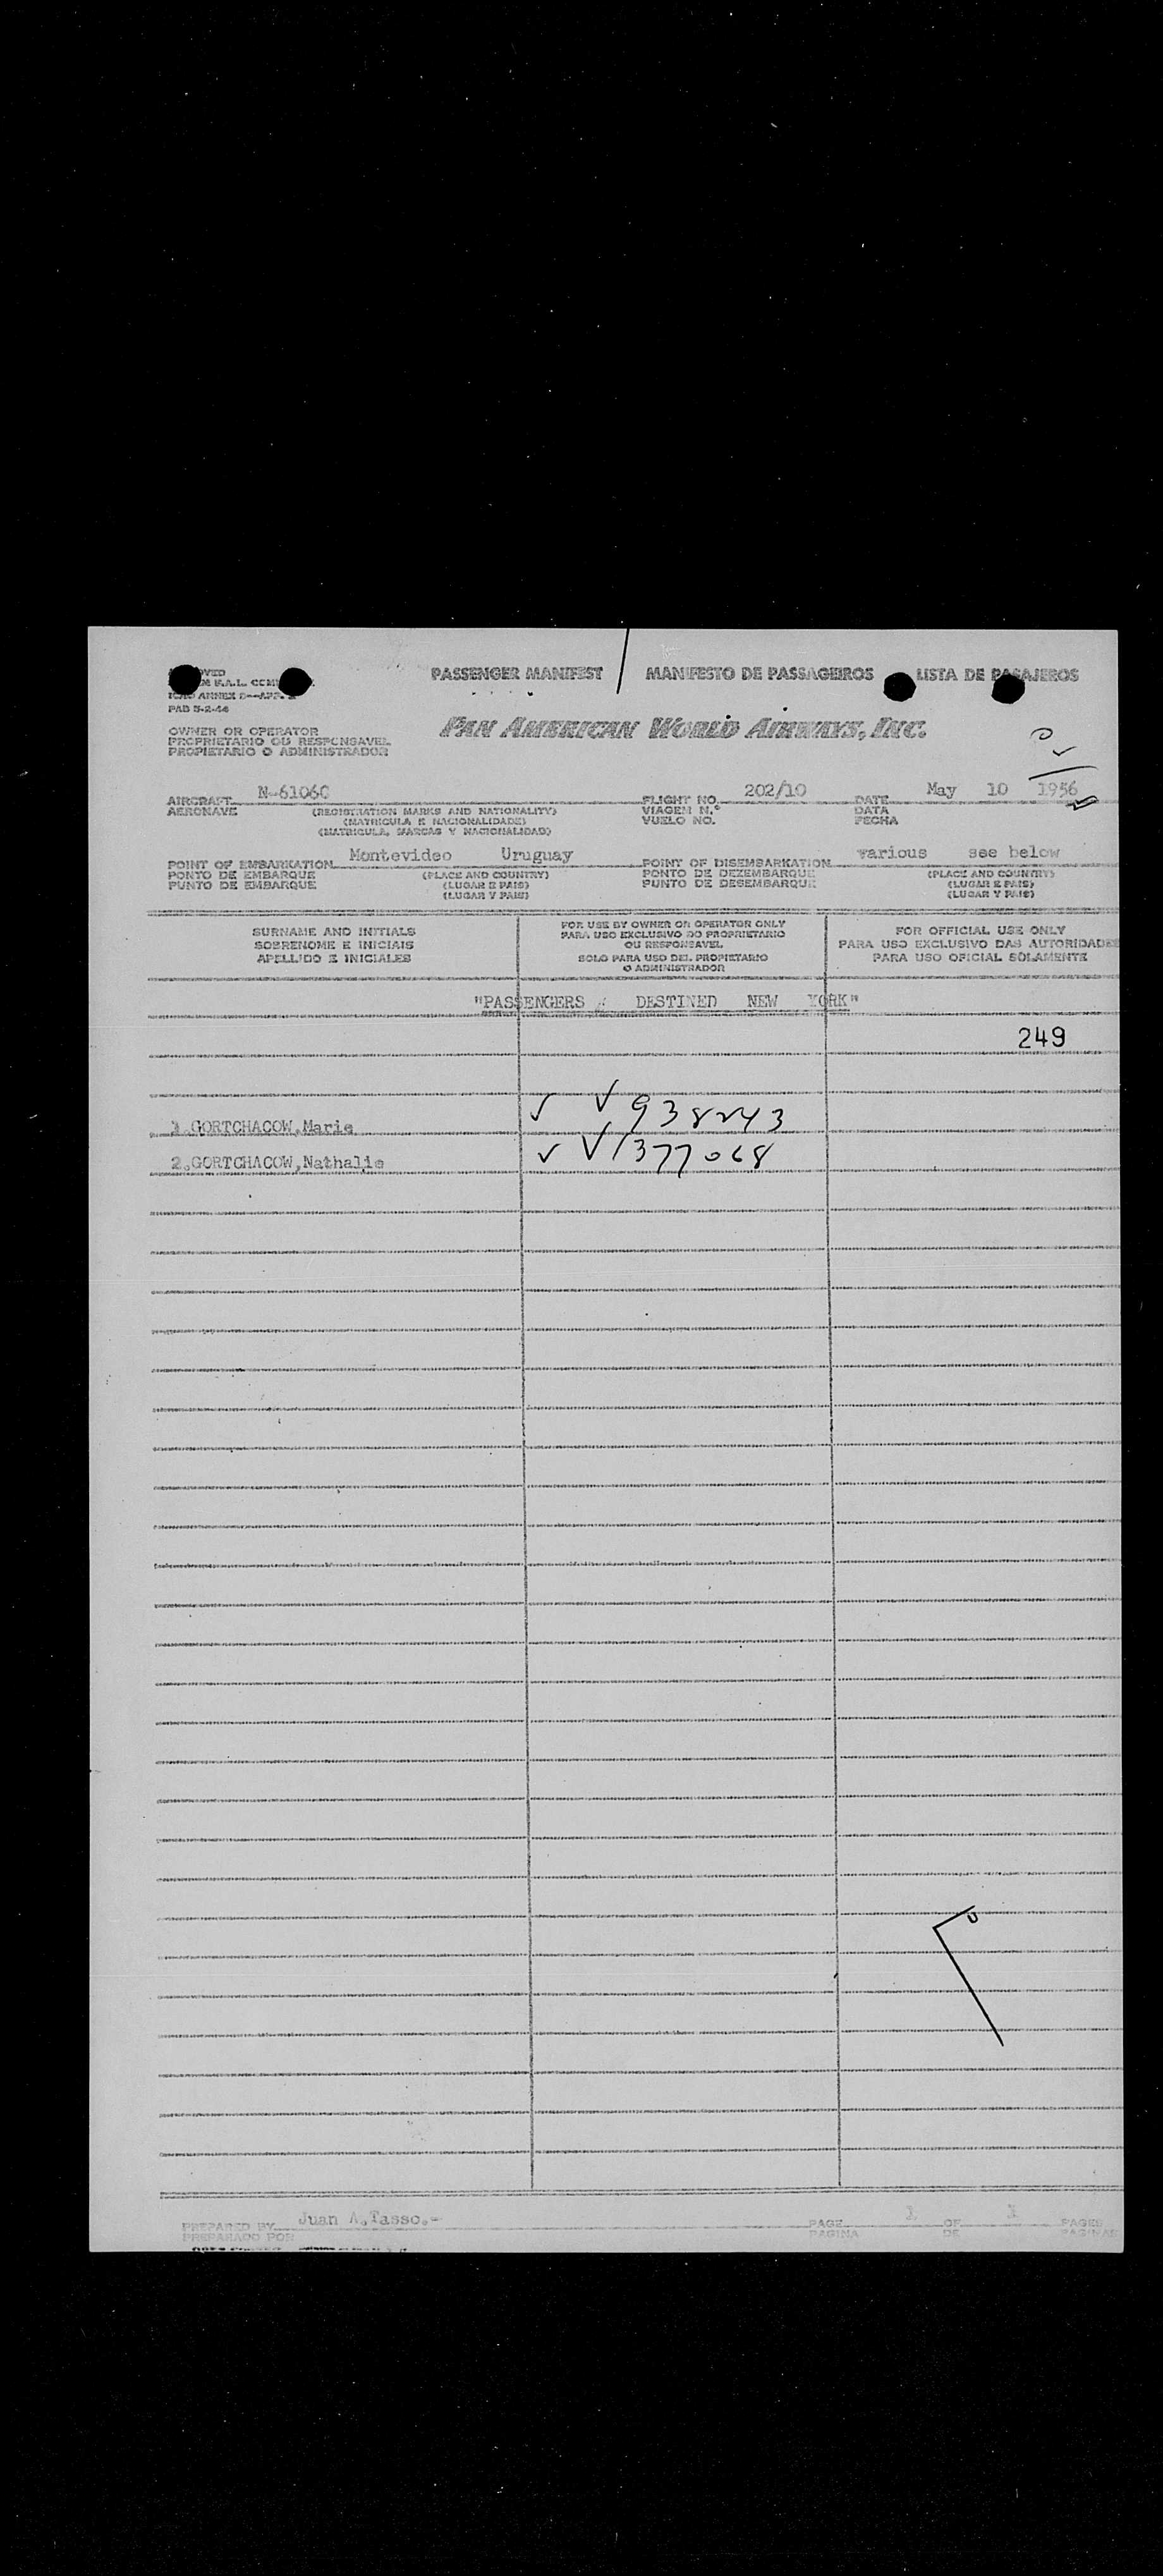 PASSENGER MANIFEST / MANIFESTO DE PASSAGEIROS LISTA DE PASAJEROS
ICAO ANNEX
PAB 5-2-46
PAN AMERICAN WORLD AIRWAYS, INC.
OWNER OR OPERATOR
PROPRIETARIO OU RESPONSAVEL
PROPIETARIO O ADMINISTRADOR
AIRCRAFT N-6106C FLIGHT NO. 202/10 DATE May 10 1956
AERONAVE (REGISTRATION MARKS AND NATIONALITY) VIAGEM N.º DATA
(MATRICULA E NACIONALIDADE) VUELO NO. FECHA
(MATRICULA, MARCAS Y NACIONALIDAD)
POINT OF EMBARKATION Montevideo Uruguay POINT OF DISEMBARKATION various see below
PONTO DE EMBARQUE (PLACE AND COUNTRY) PONTO DE DEZEMBARQUE (PLACE AND COUNTRY)
PUNTO DE EMBARQUE (LUGAR E PAIS) PUNTO DE DESEMBARQUE (LUGAR E PAIS)
(LUGAR Y PAIS) (LUGAR Y PAIS)
SURNAME AND INITIALS
SOBRENOME E INICIAIS
APELLIDO E INICIALES
FOR USE BY OWNER OR OPERATOR ONLY
PARA USO EXCLUSIVO DO PROPRIETARIO
OU RESPONSAVEL
SOLO PARA USO DEL PROPIETARIO
O ADMINISTRADOR
FOR OFFICIAL USE ONLY
PARA USO EXCLUSIVO DAS AUTORIDADES
PARA USO OFICIAL SOLAMENTE
"PASSENGERS DESTINED NEW YORK"
249
1.GORTCHACOW,Marie ✓ ✓ 938243
2.GORTCHACOW,Nathalie ✓ ✓ 1377068
PREPARED BY Juan A.Tasso.- PAGE 1 OF 1 PAGES
PREPARADO POR PAGINA DE PAGINAS